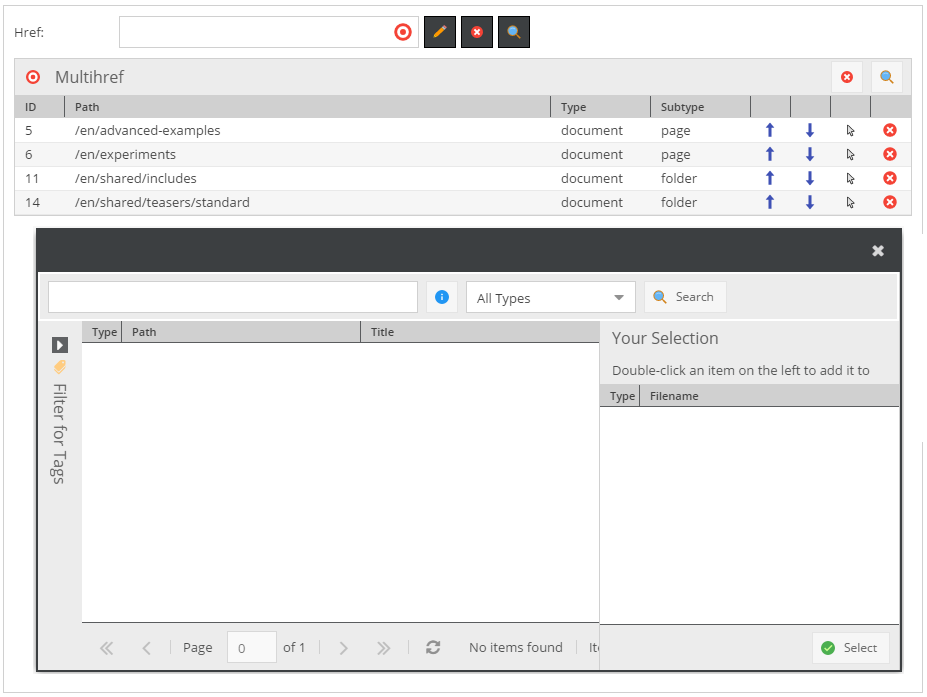 Href:
Multihref
ID Path Type Subtype
5 /en/advanced-examples document page
6 /en/experiments document page
11 /en/shared/includes document folder
14 /en/shared/teasers/standard document folder
All Types Search
Type Path Title
Your Selection
Double-click an item on the left to add it to
Type Filename
Filter for Tags
Page 0 of 1 No items found
Select